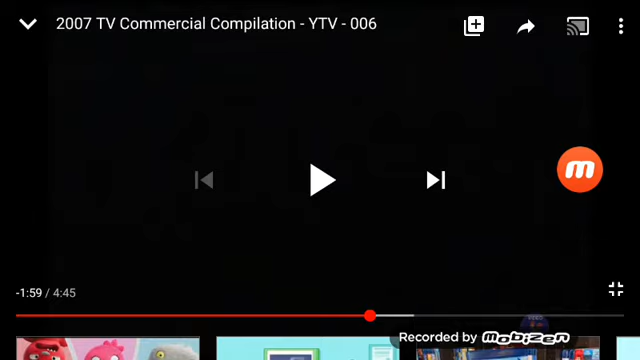 2007 TV Commercial Compilation - YTV - 006
m
-1:59 / 4:45
Recorded by mobizen